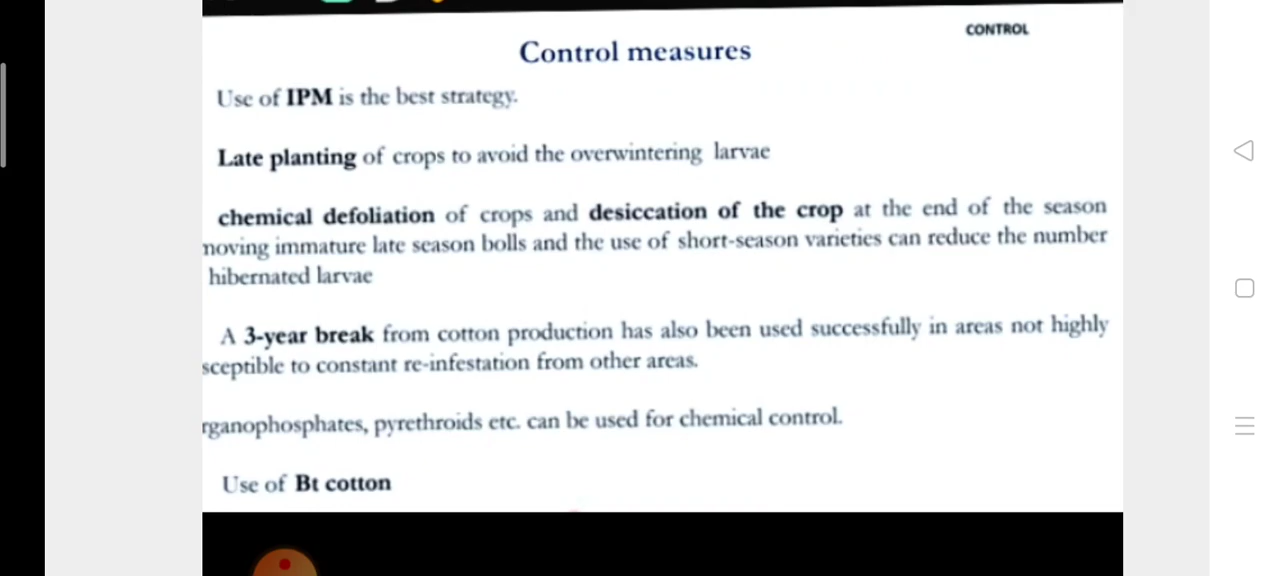 CONTROL
Control measures
Use of IPM is the best strategy.
Late planting of crops to avoid the overwintering larvae
chemical defoliation of crops and desiccation of the crop at the end of the season
moving immature late season bolls and the use of short-season varieties can reduce the number
hibernated larvae
A 3-year break from cotton production has also been used successfully in areas not highly
sceptible to constant re-infestation from other areas.
rganophosphates, pyrethroids etc. can be used for chemical control.
Use of Bt cotton